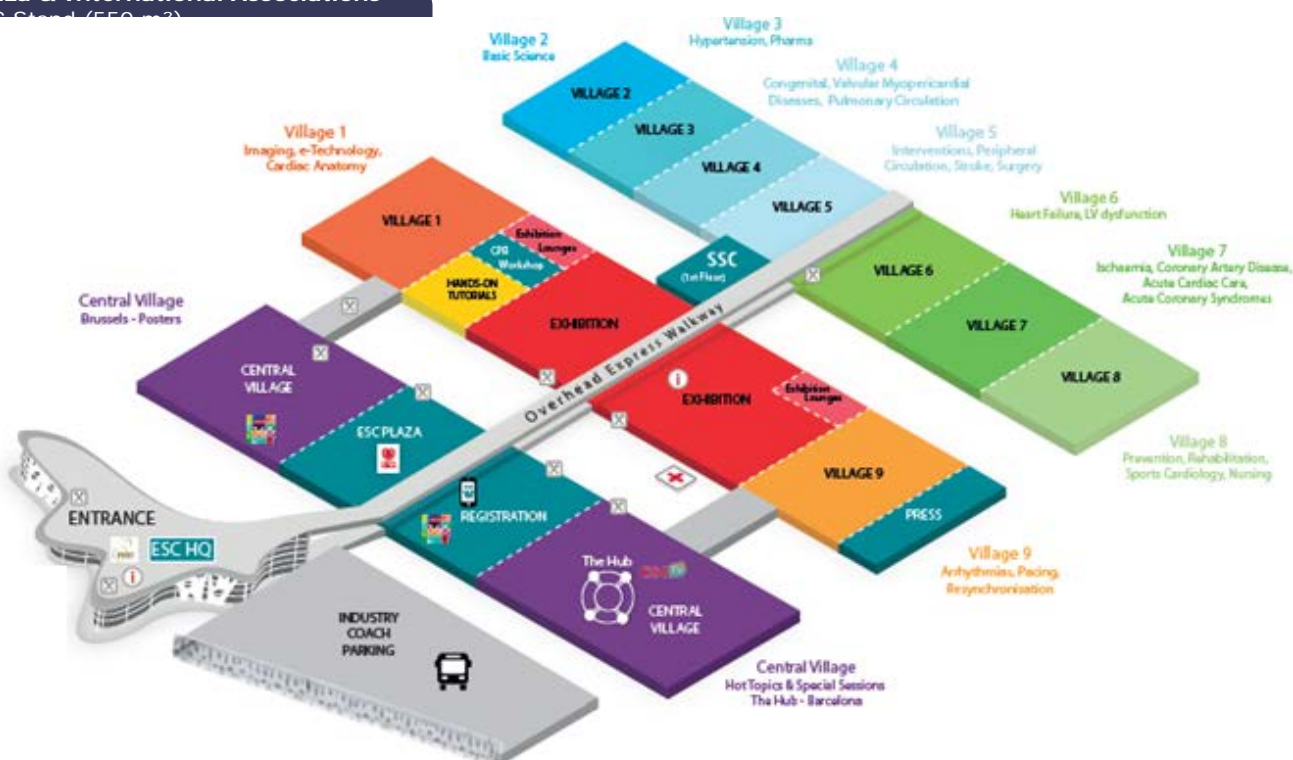 & International Associations
Stand (550 m²)
Village 3
Hypertension, Pharma
Village 2
Basic Science
Village 4
Congenital, Valvular Myopericardial
Diseases, Pulmonary Circulation
Village 1
Imaging, e-Technology,
Cardiac Anatomy
Village 5
Interventions, Peripheral
Circulation, Stroke, Surgery
Village 6
Heart Failure, LV dysfunction
Village 7
Ischaemia, Coronary Artery Disease,
Acute Cardiac Care,
Acute Coronary Syndromes
Central Village
Brussels - Posters
VILLAGE 2
VILLAGE 3
VILLAGE 4
VILLAGE 5
VILLAGE 1
Exhibition
Lounges
CPR
Workshop
HANDS-ON
TUTORIALS
SSC
(1st Floor)
VILLAGE 6
VILLAGE 7
VILLAGE 8
EXHIBITION
Overhead Express Walkway
i
EXHIBITION
Exhibition
Lounges
CENTRAL
VILLAGE
ESC PLAZA
VILLAGE 9
PRESS
Village 8
Prevention, Rehabilitation,
Sports Cardiology, Nursing
REGISTRATION
ENTRANCE
ESC HQ
i
The Hub
CENTRAL
VILLAGE
Village 9
Arrhythmias, Pacing,
Resynchronisation
INDUSTRY
COACH
PARKING
Central Village
Hot Topics & Special Sessions
The Hub - Barcelona